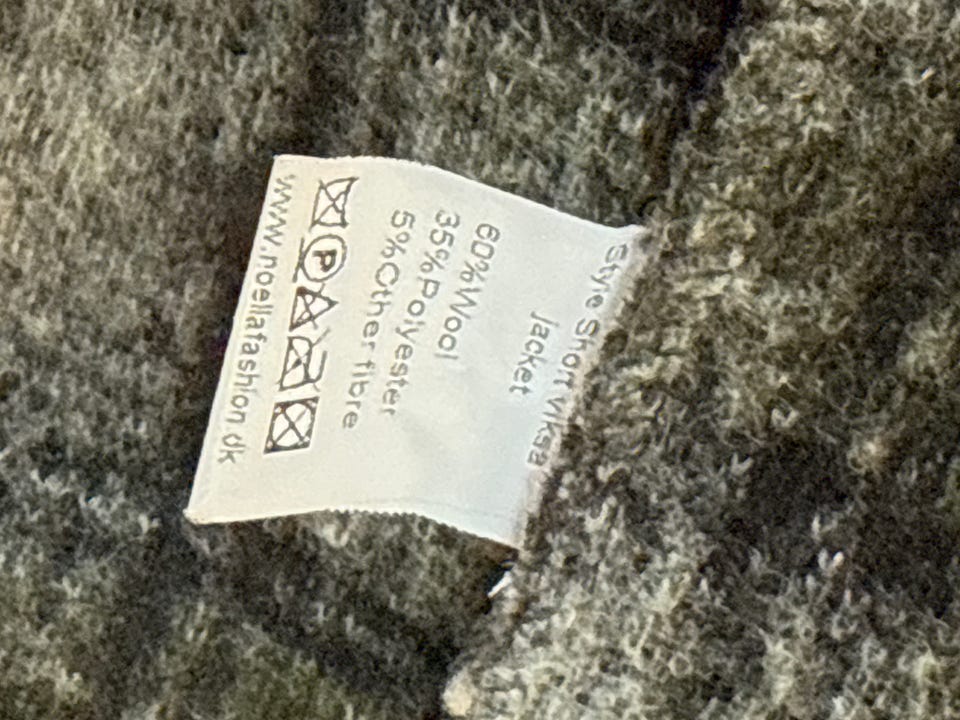 Style Short Viksa
Jacket
60% Wool
35% Polyester
5% Other fibre
P
www.noellafashion.dk